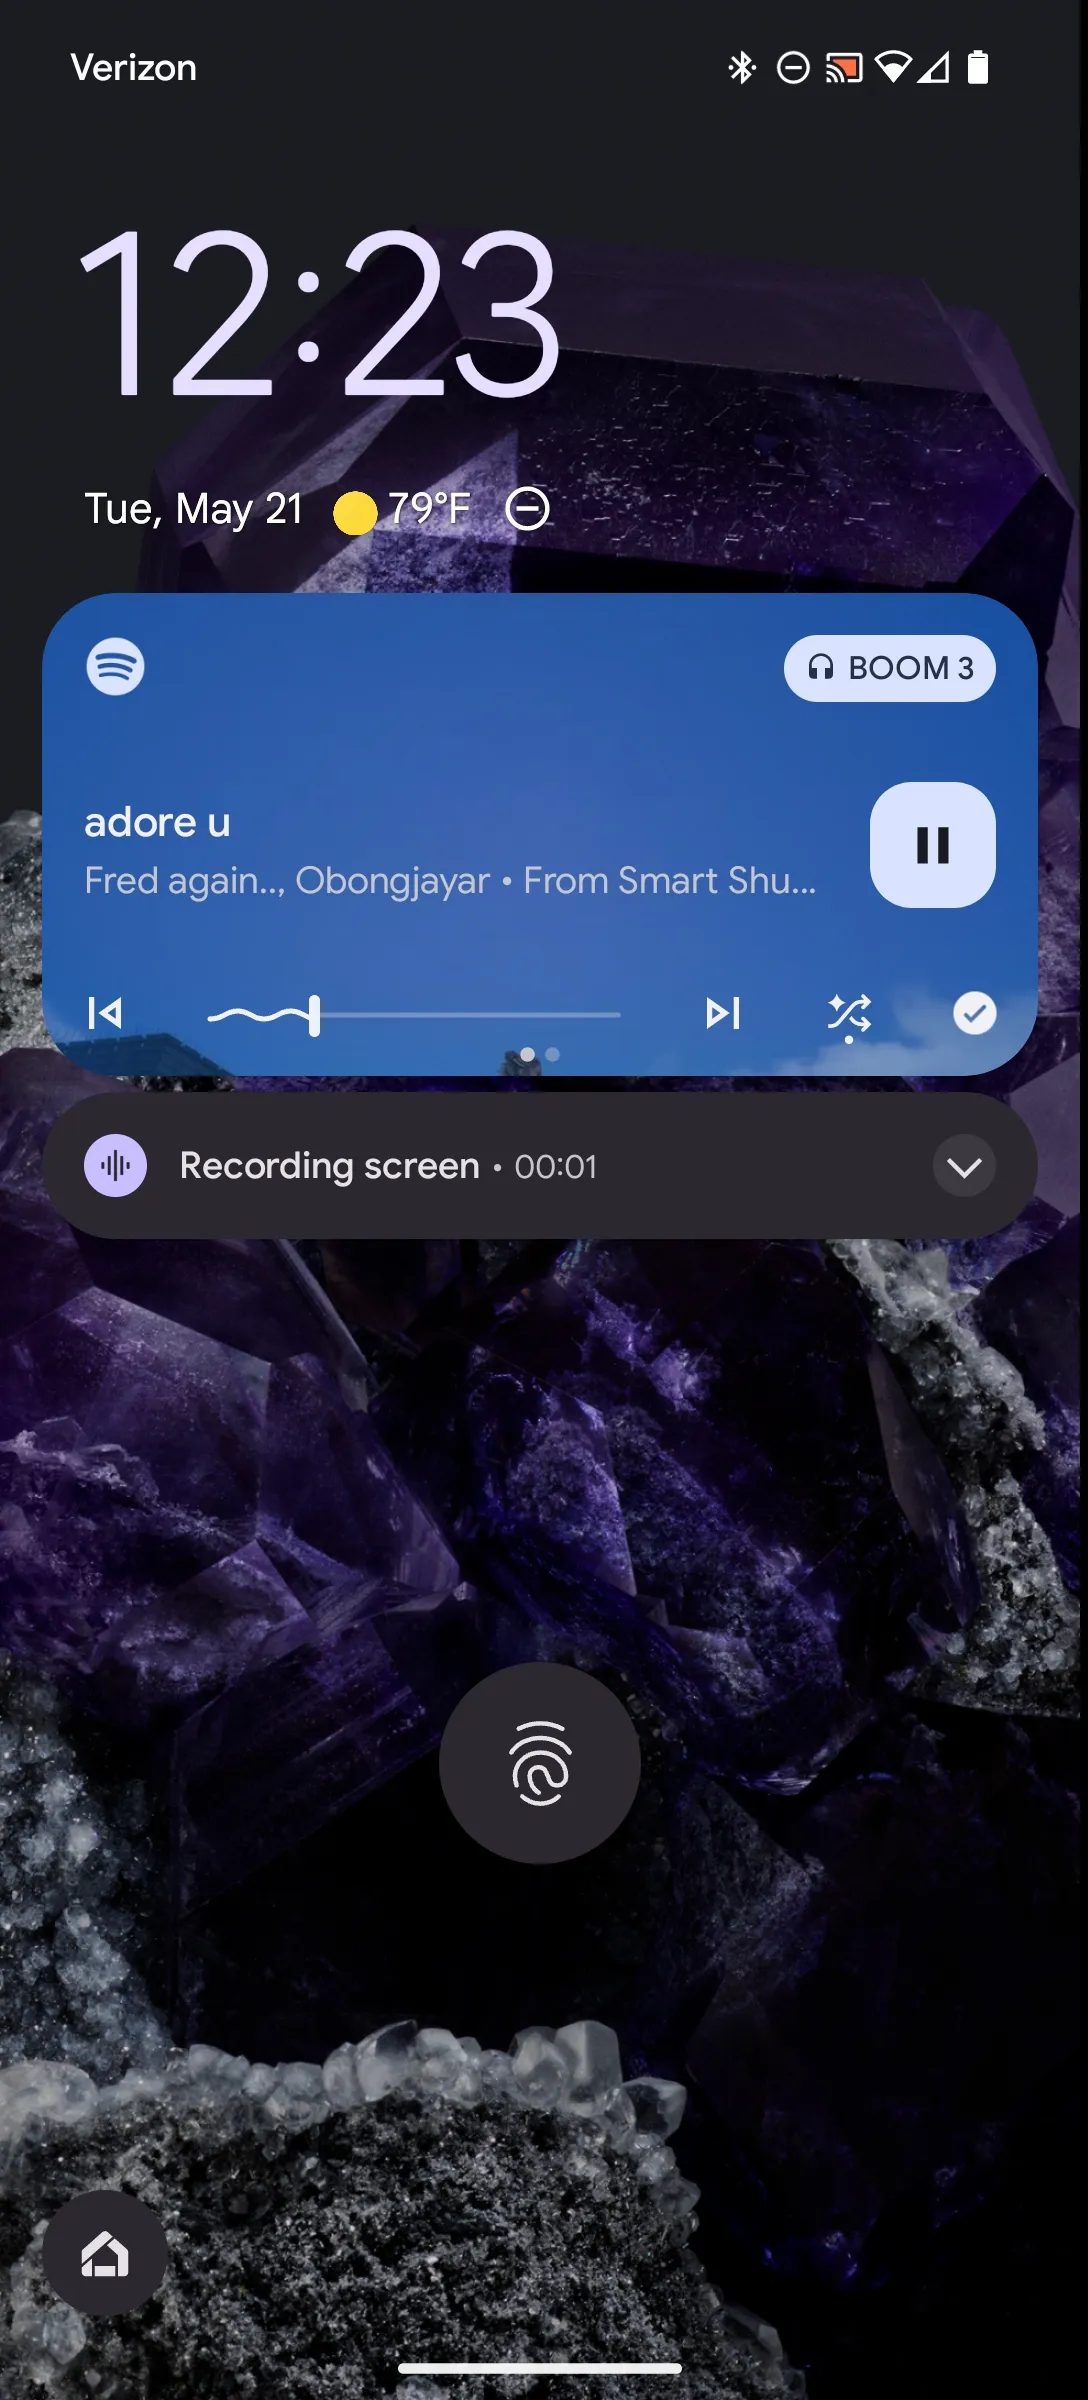 Verizon
12:23
Tue, May 21 79°F
BOOM 3
adore u
Fred again.., Obongjayar • From Smart Shu...
Recording screen • 00:01